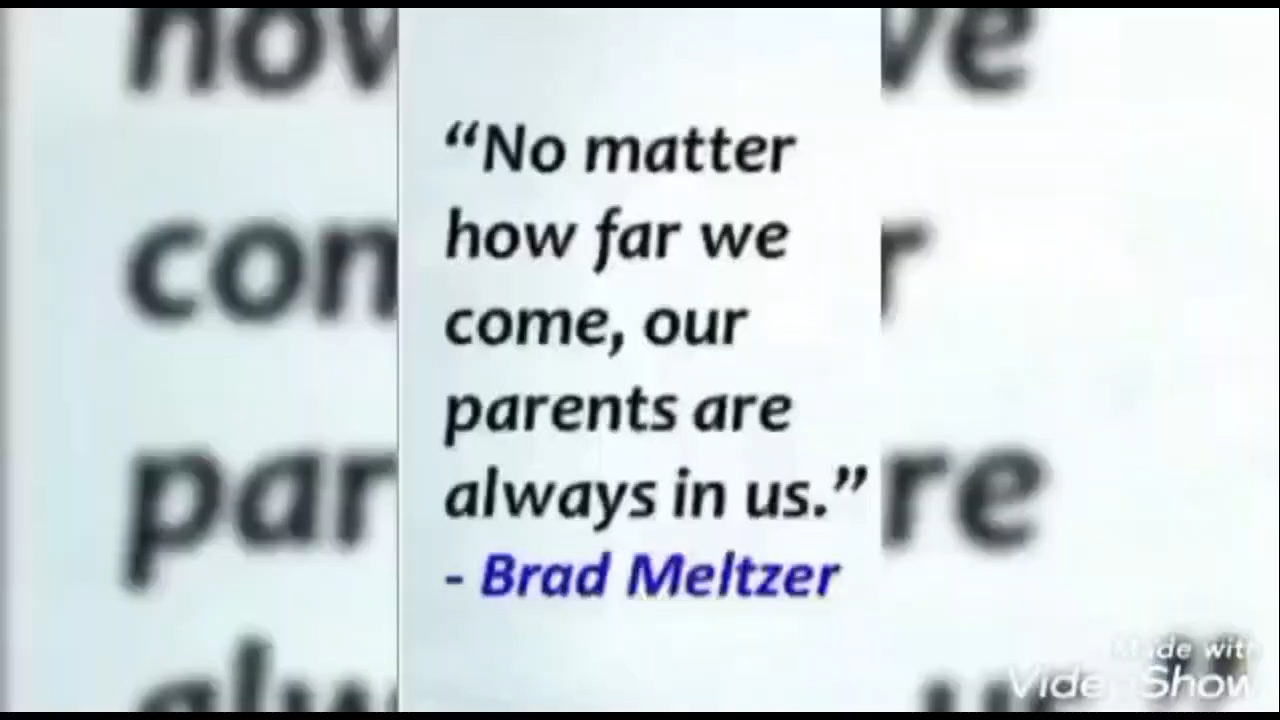 “No matter
how far we
come, our
parents are
always in us.”
- Brad Meltzer
Made with
VideoShow